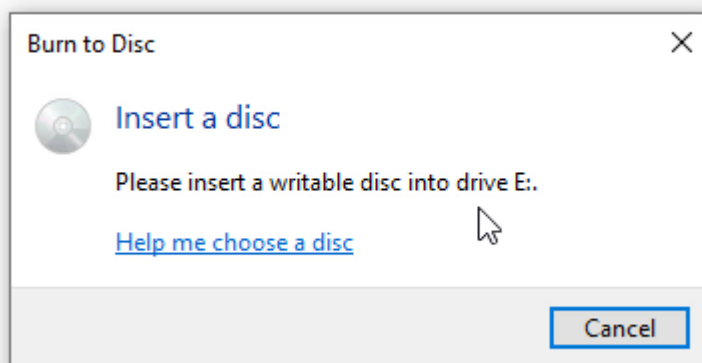 Burn to Disc
Insert a disc
Please insert a writable disc into drive E:.
Help me choose a disc
Cancel